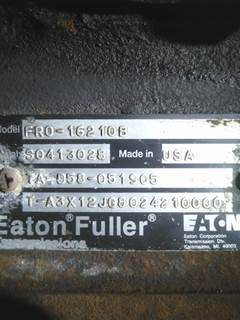 Model FRO-16210B
S0413028 Made in USA
TA 058-051905
T-A3X12JG5024210000
Eaton Fuller EATON
Transmissions
Eaton Corporation
Transmission Div.
Kalamazoo, MI. 49003